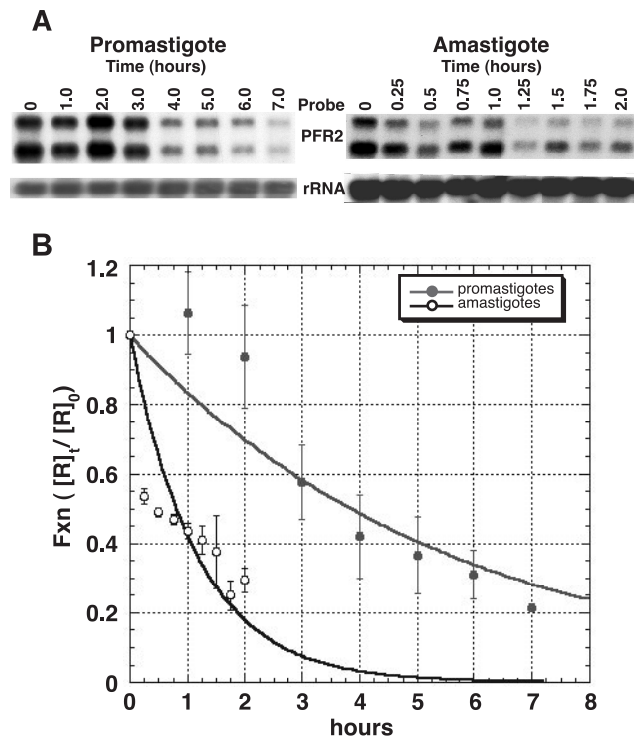 A
Promastigote
Time (hours)
0 1.0 2.0 3.0 4.0 5.0 6.0 7.0
Amastigote
Time (hours)
0 0.25 0.5 0.75 1.0 1.25 1.5 1.75 2.0
Probe
PFR2
rRNA
B
promastigotes
amastigotes
Fxn ( [R]t/ [R]0)
1.2
1
0.8
0.6
0.4
0.2
0
0 1 2 3 4 5 6 7 8
hours